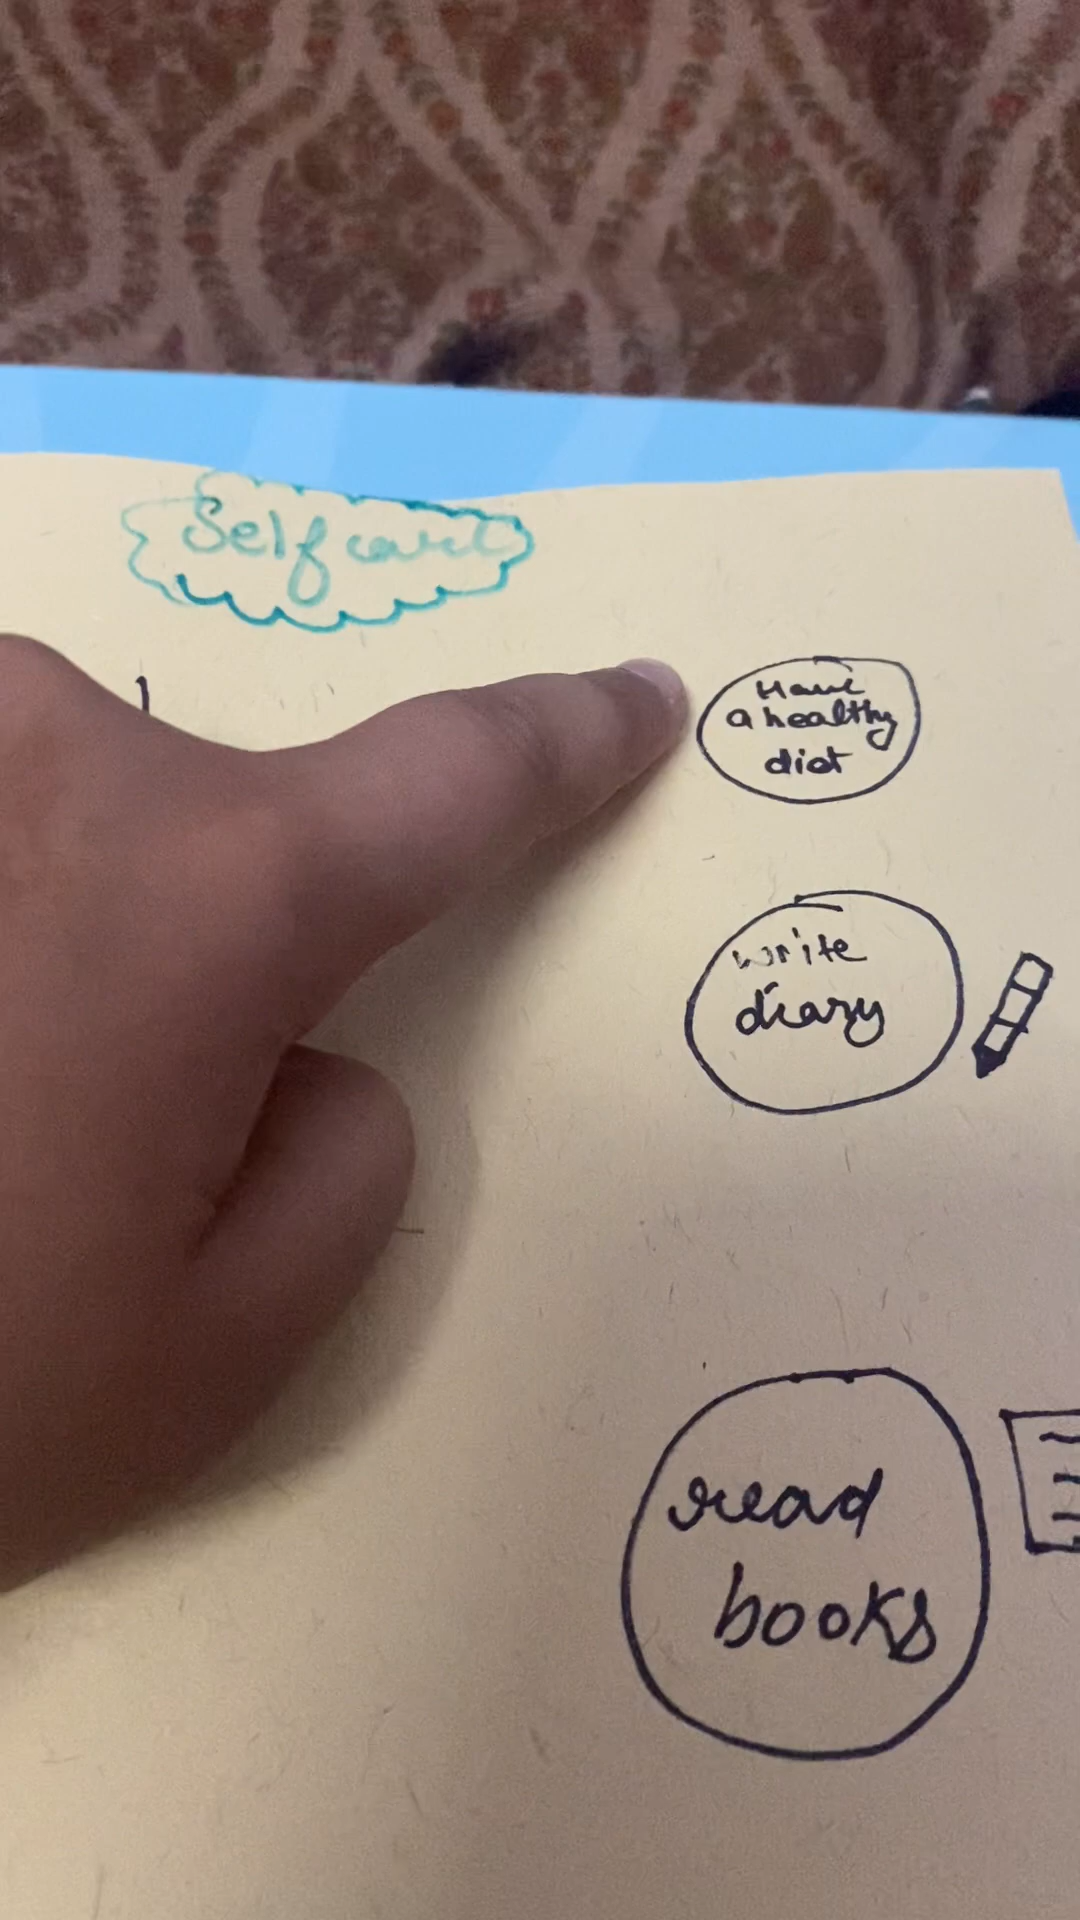 Self care
Have
a healthy
diet
write
diary
read
books